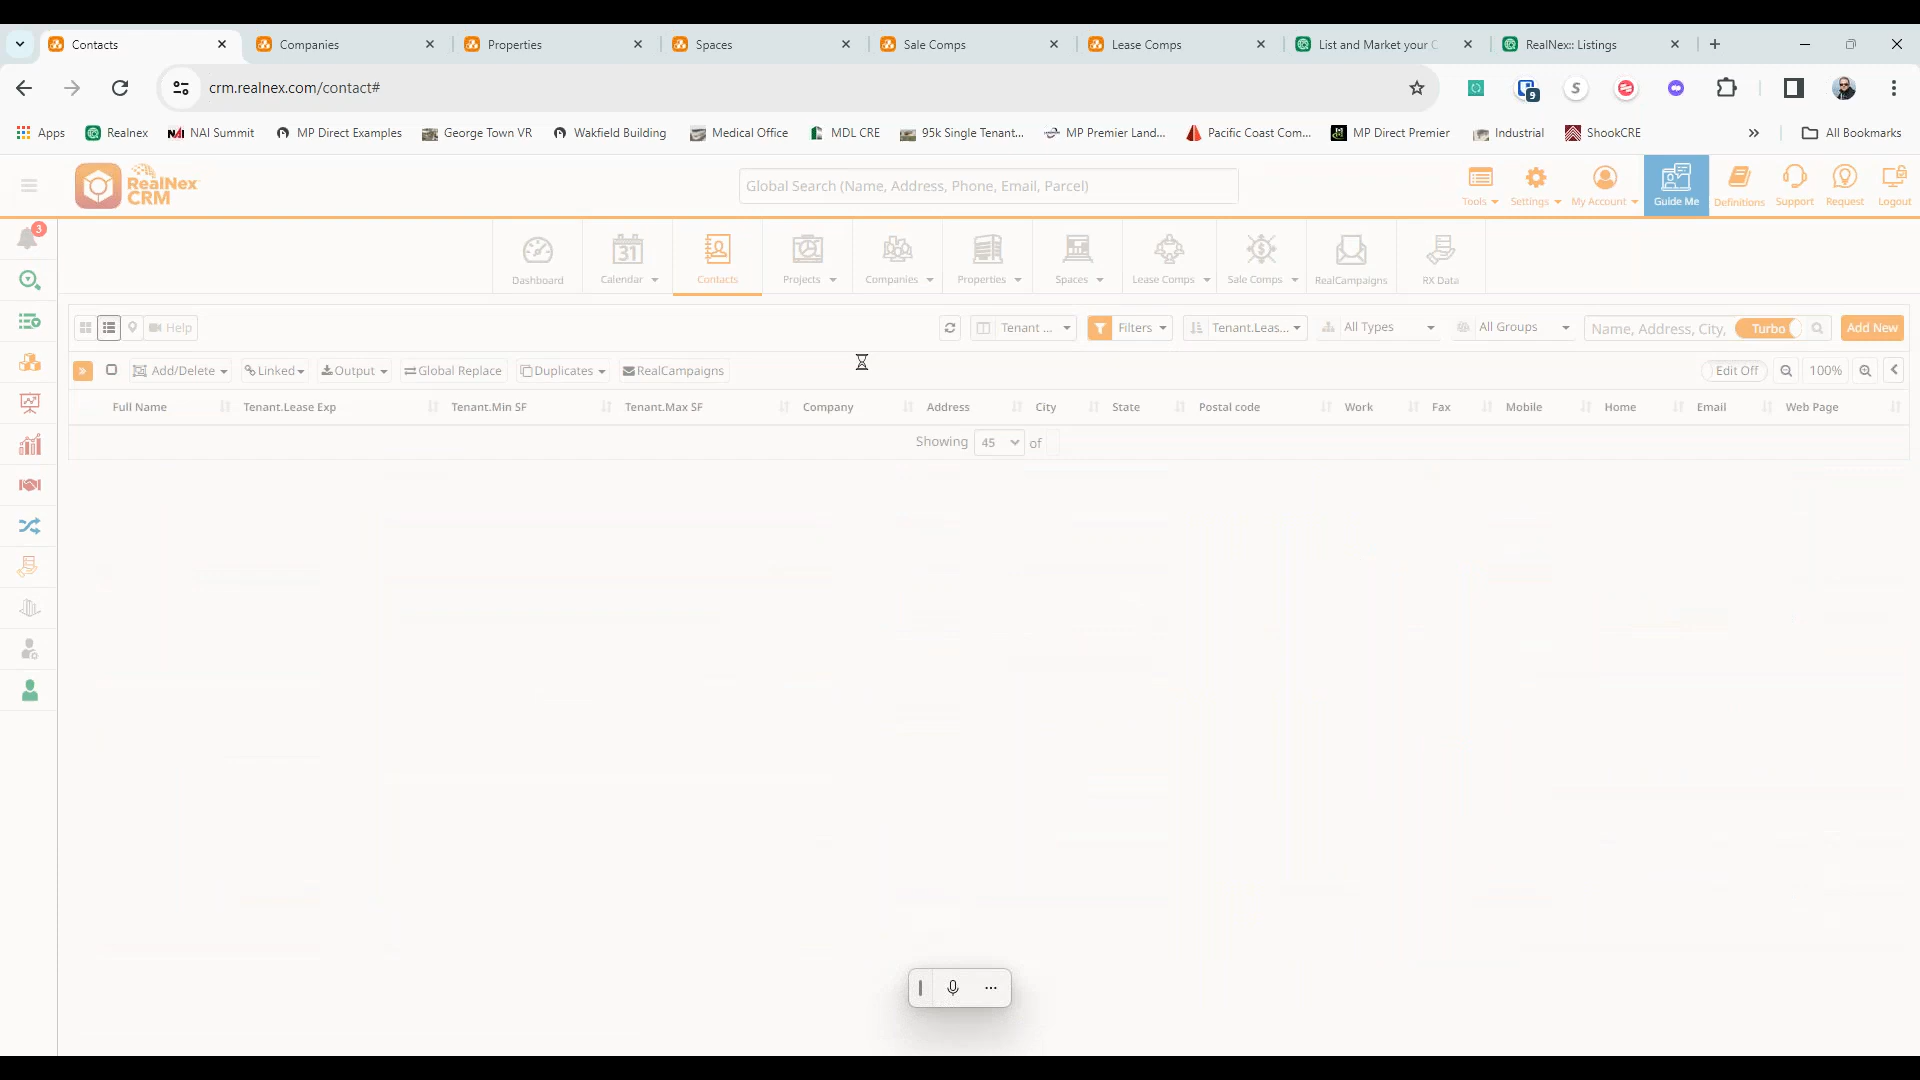 Contacts
Companies
Properties
Spaces
Sale Comps
Lease Comps
List and Market your C
RealNex:: Listings
crm.realnex.com/contact#
S
9
Apps
Realnex
NAI Summit
MP Direct Examples
George Town VR
Wakfield Building
Medical Office
MDL CRE
95k Single Tenant...
MP Premier Land...
Pacific Coast Com...
MP Direct Premier
Industrial
ShookCRE
All Bookmarks
RealNex
CRM
Global Search (Name, Address, Phone, Email, Parcel)
Tools
Settings
My Account
Guide Me
Definitions
Support
Request
Logout
3
Dashboard
31
Calendar
Contacts
Projects
Companies
Properties
Spaces
Lease Comps
Sale Comps
RealCampaigns
RX Data
Help
Tenant ...
Filters
Tenant.Leas...
All Types
All Groups
Name, Address, City,
Turbo
Add New
Add/Delete
Linked
Output
Global Replace
Duplicates
RealCampaigns
Edit Off
100%
Full Name
Tenant.Lease Exp
Tenant.Min SF
Tenant.Max SF
Company
Address
City
State
Postal code
Work
Fax
Mobile
Home
Email
Web Page
Showing 45 of